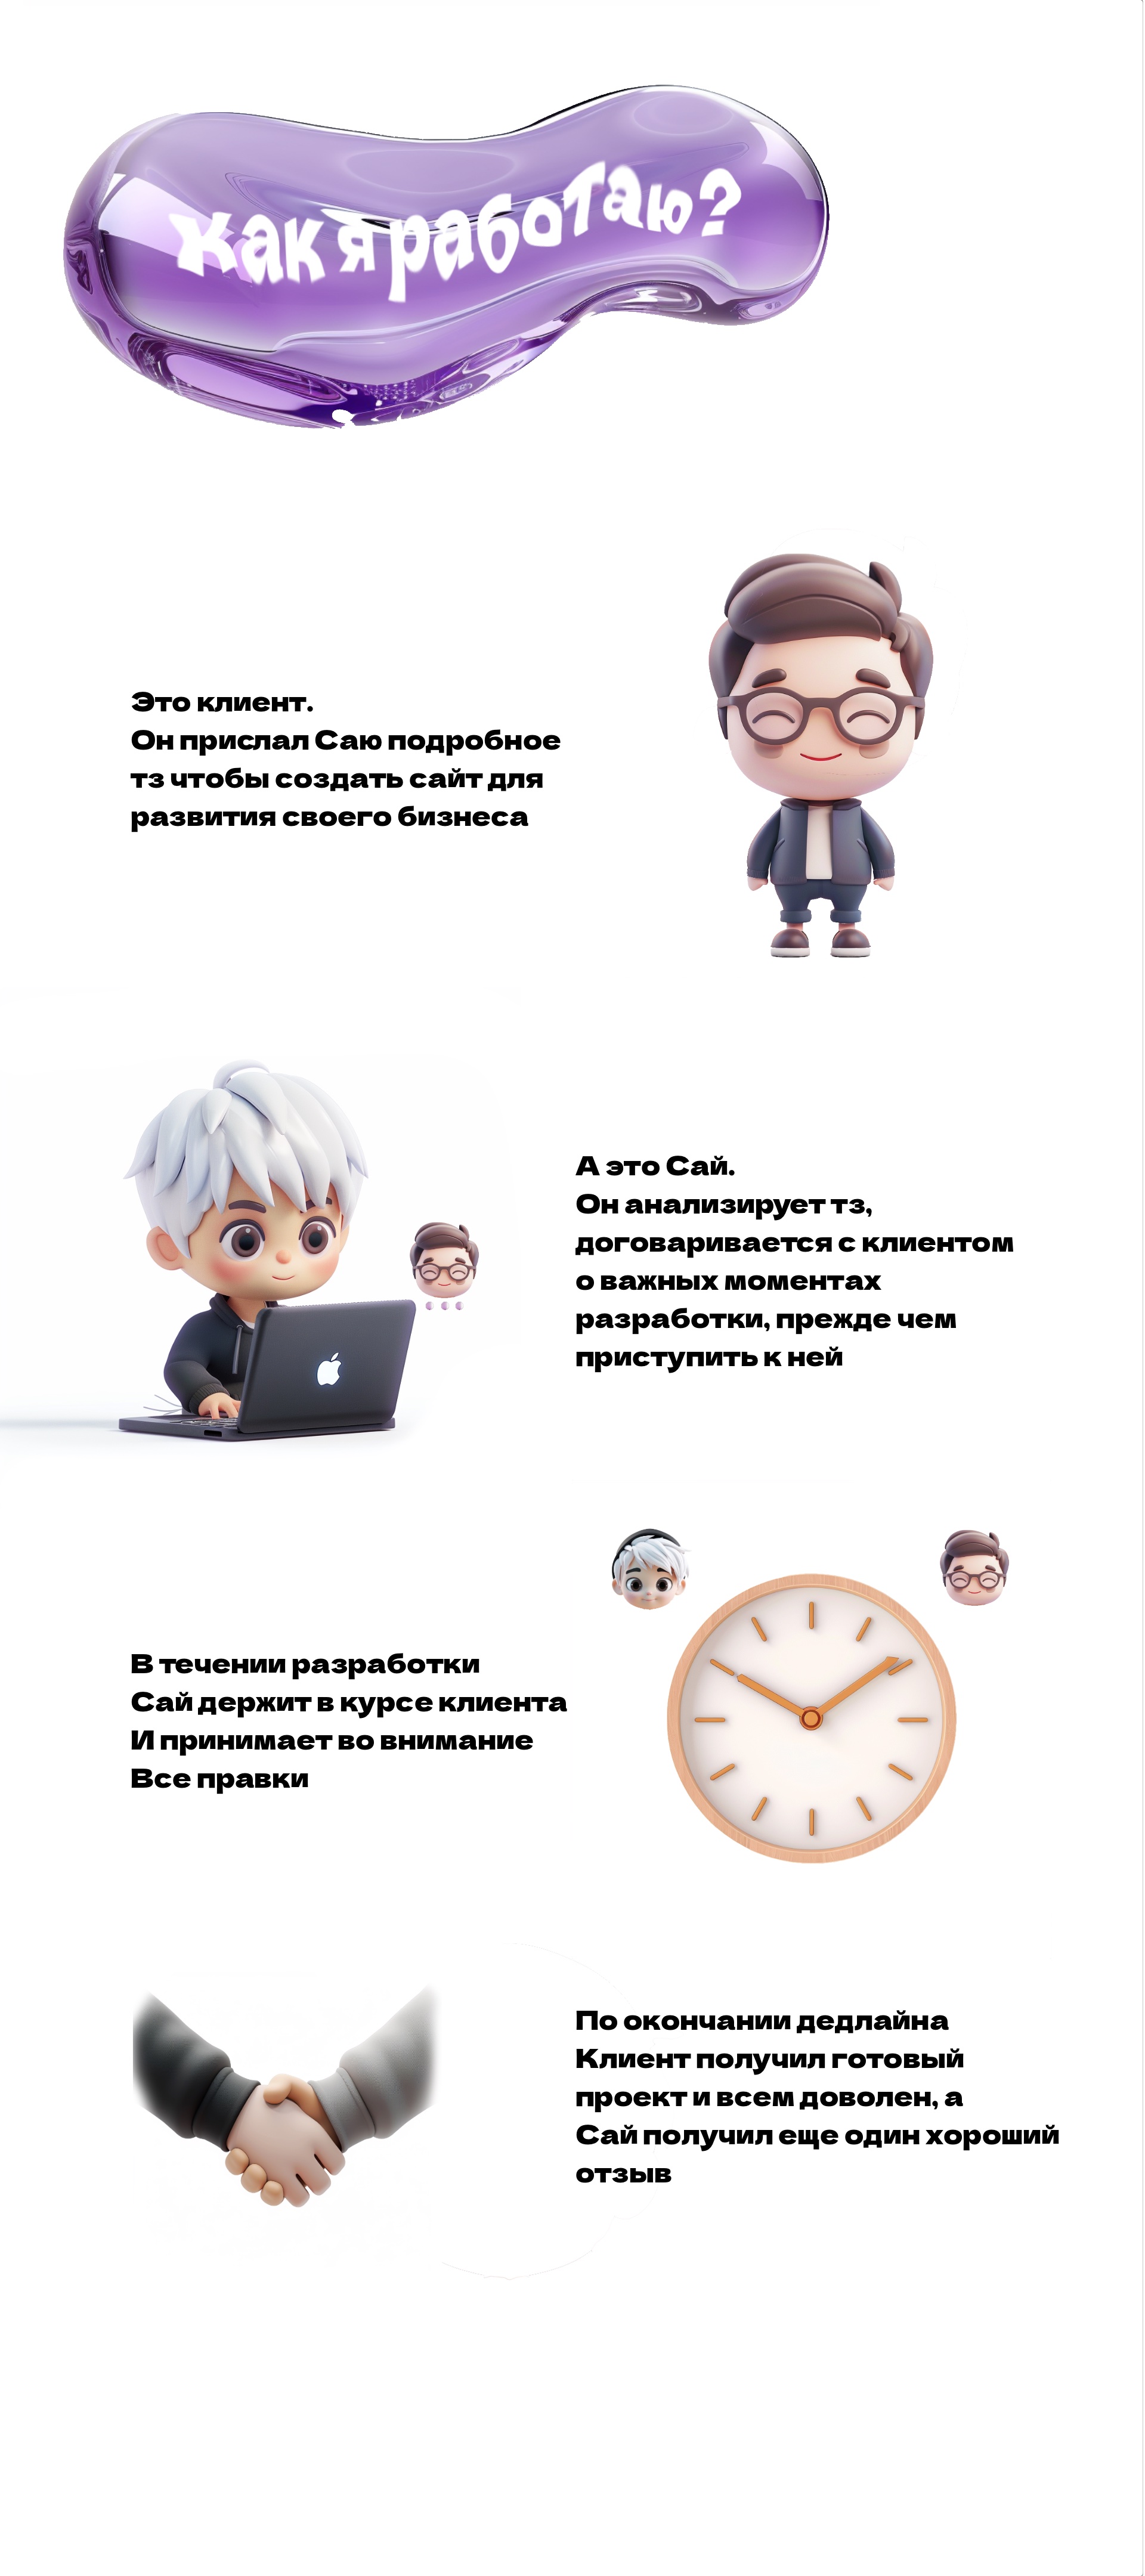 Как я работаю?
Это клиент.
Он прислал Саю подробное
тз чтобы создать сайт для
развития своего бизнеса
А это Сай.
Он анализирует тз,
договаривается с клиентом
о важных моментах
разработки, прежде чем
приступить к ней
В течении разработки
Сай держит в курсе клиента
И принимает во внимание
Все правки
По окончании дедлайна
Клиент получил готовый
проект и всем доволен, а
Сай получил еще один хороший
отзыв